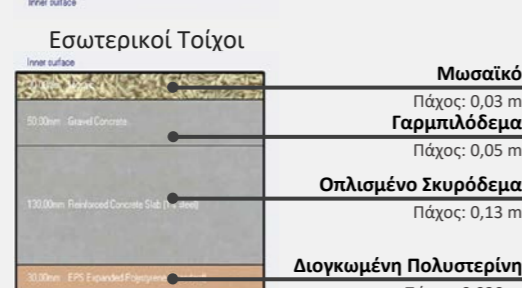 Inner surface
Εσωτερικοί Τοίχοι
Inner surface
Μωσαϊκό
Πάχος: 0,03 m
50,00mm Gravel Concrete
Γαρμπιλόδεμα
Πάχος: 0,05 m
Οπλισμένο Σκυρόδεμα
130,00mm Reinforced Concrete Slab
Πάχος: 0,13 m
Διογκωμένη Πολυστερίνη
30,00mm EPS Expanded Polystyrene